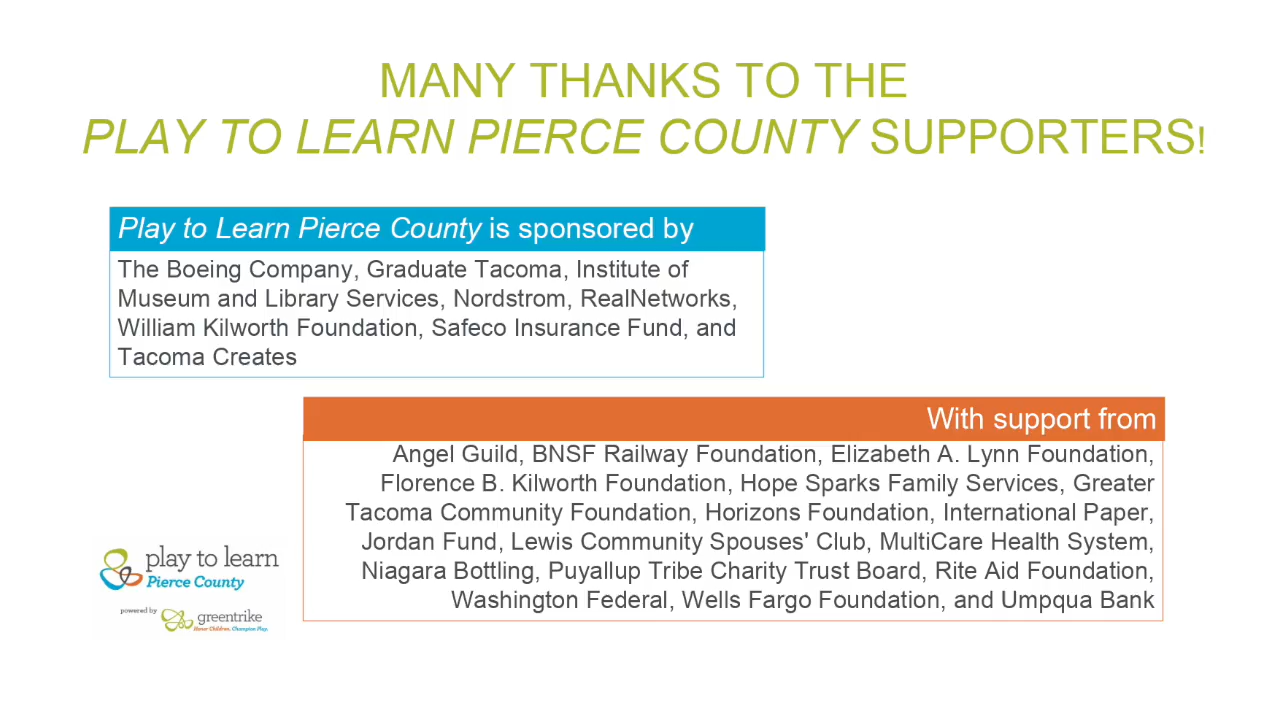 MANY THANKS TO THE
PLAY TO LEARN PIERCE COUNTY SUPPORTERS!
Play to Learn Pierce County is sponsored by
The Boeing Company, Graduate Tacoma, Institute of
Museum and Library Services, Nordstrom, RealNetworks,
William Kilworth Foundation, Safeco Insurance Fund, and
Tacoma Creates
With support from
Angel Guild, BNSF Railway Foundation, Elizabeth A. Lynn Foundation,
Florence B. Kilworth Foundation, Hope Sparks Family Services, Greater
Tacoma Community Foundation, Horizons Foundation, International Paper,
Jordan Fund, Lewis Community Spouses' Club, MultiCare Health System,
Niagara Bottling, Puyallup Tribe Charity Trust Board, Rite Aid Foundation,
Washington Federal, Wells Fargo Foundation, and Umpqua Bank
play to learn
Pierce County
powered by
greentrike
Honor Children. Champion Play.